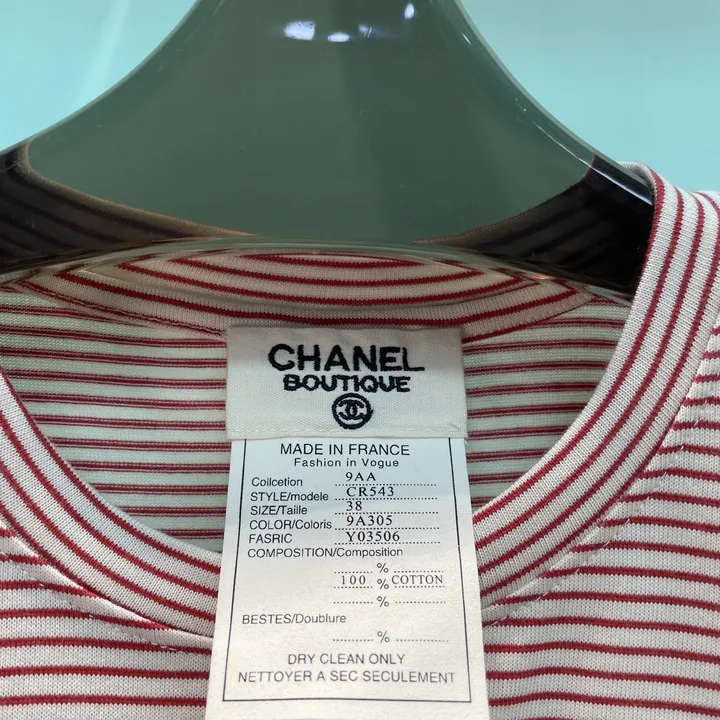 CHANEL
BOUTIQUE
MADE IN FRANCE
Fashion in Vogue
Coilcetion 9AA
STYLE/modele CR543
SIZE/Taille 38
COLOR/Coloris 9A305
FABRIC Y03506
COMPOSITION/Composition
%
100 % COTTON
%
BESTES/Doublure
%
DRY CLEAN ONLY
NETTOYER A SEC SECULEMENT